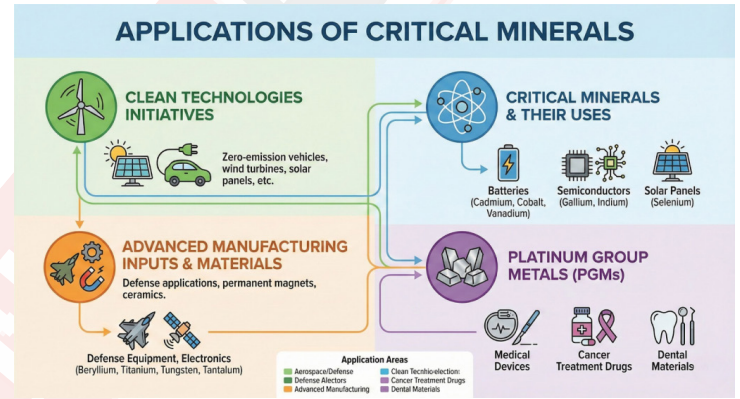 APPLICATIONS OF CRITICAL MINERALS
CLEAN TECHNOLOGIES
INITIATIVES
Zero-emission vehicles,
wind turbines, solar
panels, etc.
CRITICAL MINERALS
& THEIR USES
Batteries
(Cadmium, Cobalt,
Vanadium)
Semiconductors
(Gallium, Indium)
Solar Panels
(Selenium)
ADVANCED MANUFACTURING
INPUTS & MATERIALS
Defense applications, permanent magnets,
ceramics.
Defense Equipment, Electronics
(Beryllium, Titanium, Tungsten, Tantalum)
PLATINUM GROUP
METALS (PGMs)
Medical
Devices
Cancer
Treatment Drugs
Dental
Materials
Application Areas
Aerospace/Defense
Defense Alectors
Advanced Manufacturing
Clean Tecnhio-election:
Cancer Treatment Drugs
Dental Materials